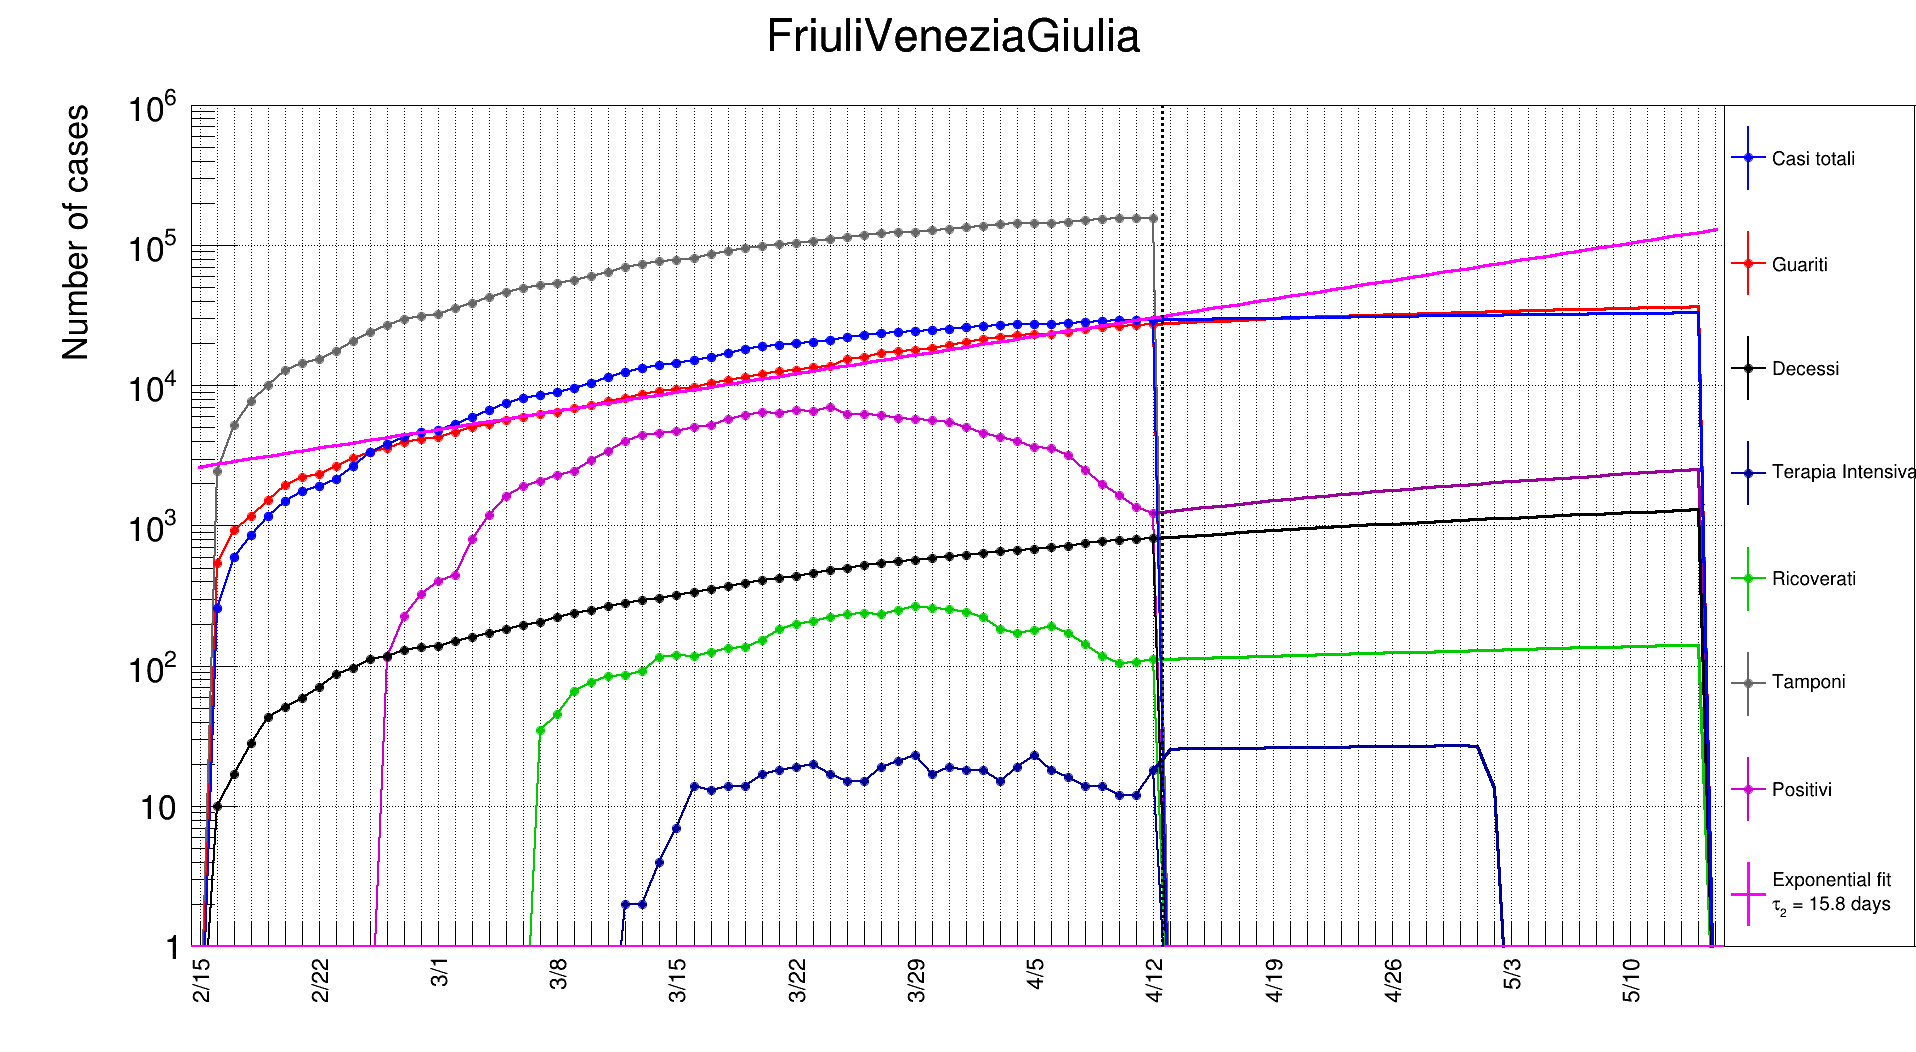 FriuliVeneziaGiulia
Number of cases
10^6
10^5
10^4
10^3
10^2
10
1
2/15
2/22
3/1
3/8
3/15
3/22
3/29
4/5
4/12
4/19
4/26
5/3
5/10
Casi totali
Guariti
Decessi
Terapia Intensiva
Ricoverati
Tamponi
Positivi
Exponential fit
τ₂ = 15.8 days